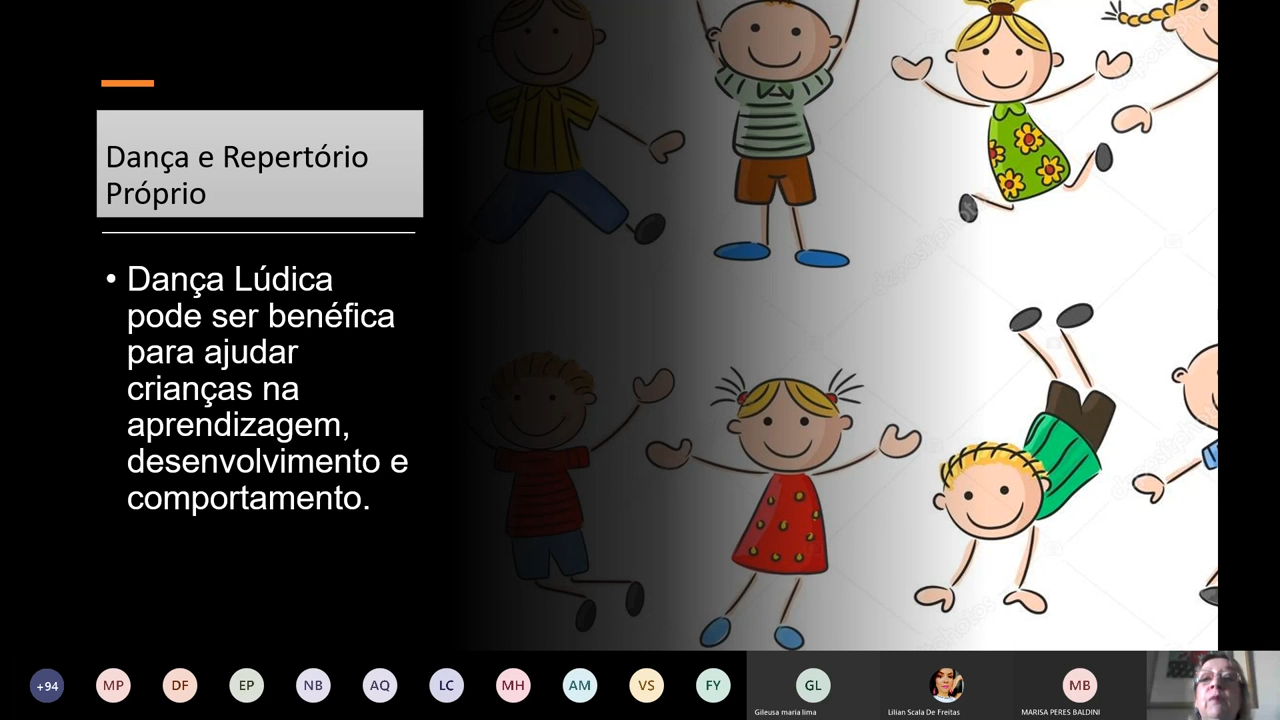 Dança e Repertório
Próprio
• Dança Lúdica
pode ser benéfica
para ajudar
crianças na
aprendizagem,
desenvolvimento e
comportamento.
depositphotos
+94
MP
DF
EP
NB
AQ
LC
MH
AM
VS
FY
GL
MB
Gileusa maria lima
Lilian Scala De Freitas
MARISA PERES BALDINI